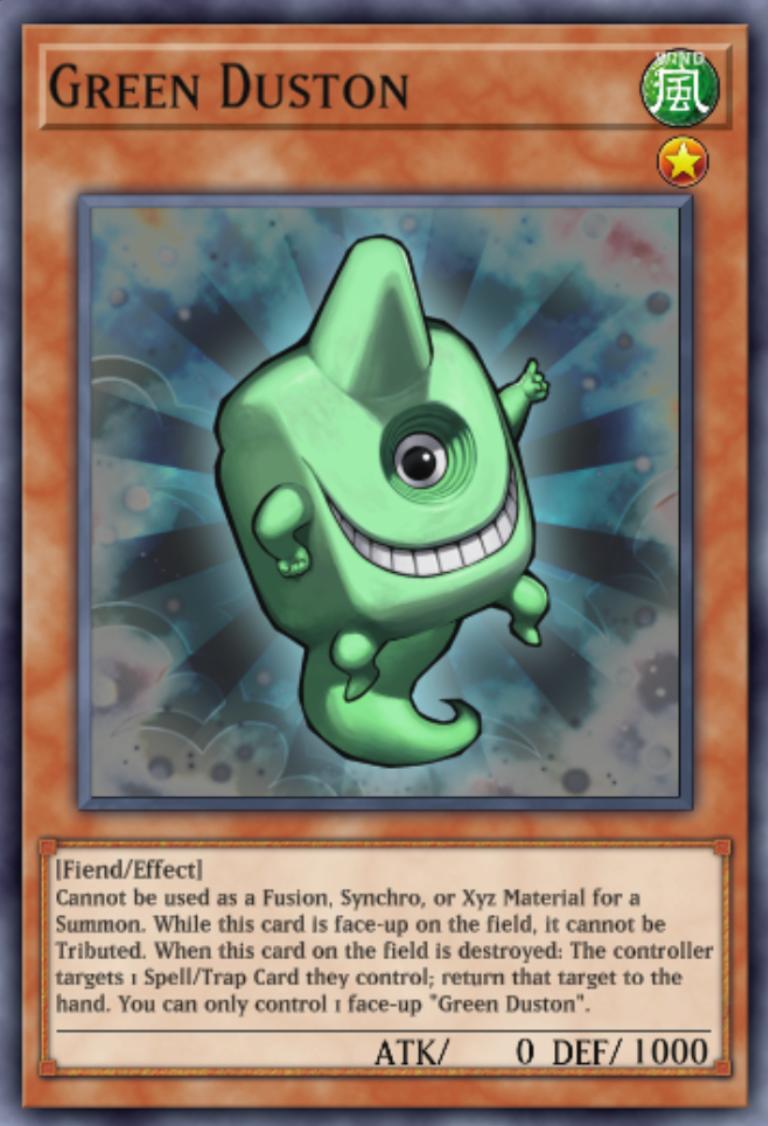 Green Duston
WIND
風
[Fiend/Effect]
Cannot be used as a Fusion, Synchro, or Xyz Material for a
Summon. While this card is face-up on the field, it cannot be
Tributed. When this card on the field is destroyed: The controller
targets 1 Spell/Trap Card they control; return that target to the
hand. You can only control 1 face-up "Green Duston".
ATK/ 0 DEF/ 1000